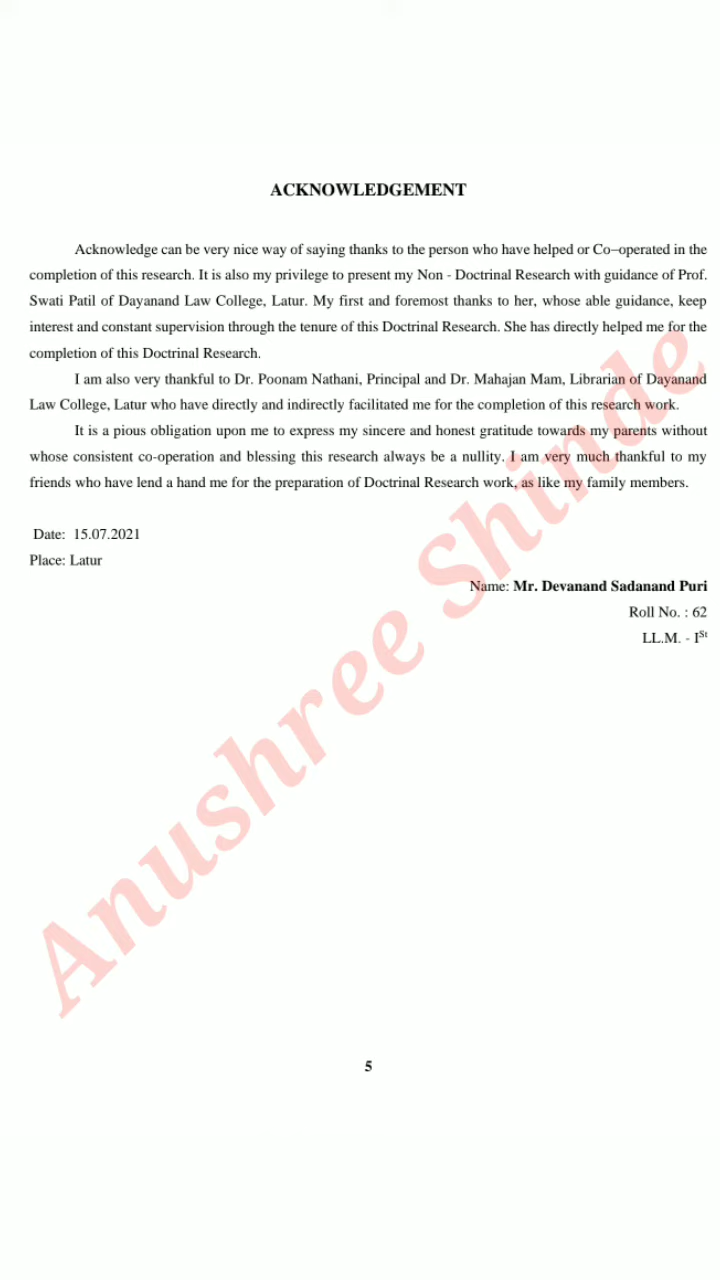 ACKNOWLEDGEMENT
Acknowledge can be very nice way of saying thanks to the person who have helped or Co–operated in the
completion of this research. It is also my privilege to present my Non - Doctrinal Research with guidance of Prof.
Swati Patil of Dayanand Law College, Latur. My first and foremost thanks to her, whose able guidance, keep
interest and constant supervision through the tenure of this Doctrinal Research. She has directly helped me for the
completion of this Doctrinal Research.
I am also very thankful to Dr. Poonam Nathani, Principal and Dr. Mahajan Mam, Librarian of Dayanand
Law College, Latur who have directly and indirectly facilitated me for the completion of this research work.
It is a pious obligation upon me to express my sincere and honest gratitude towards my parents without
whose consistent co-operation and blessing this research always be a nullity. I am very much thankful to my
friends who have lend a hand me for the preparation of Doctrinal Research work, as like my family members.
Date: 15.07.2021
Place: Latur
Name: Mr. Devanand Sadanand Puri
Roll No. : 62
LL.M. - ISt
Anushree Shinde
5